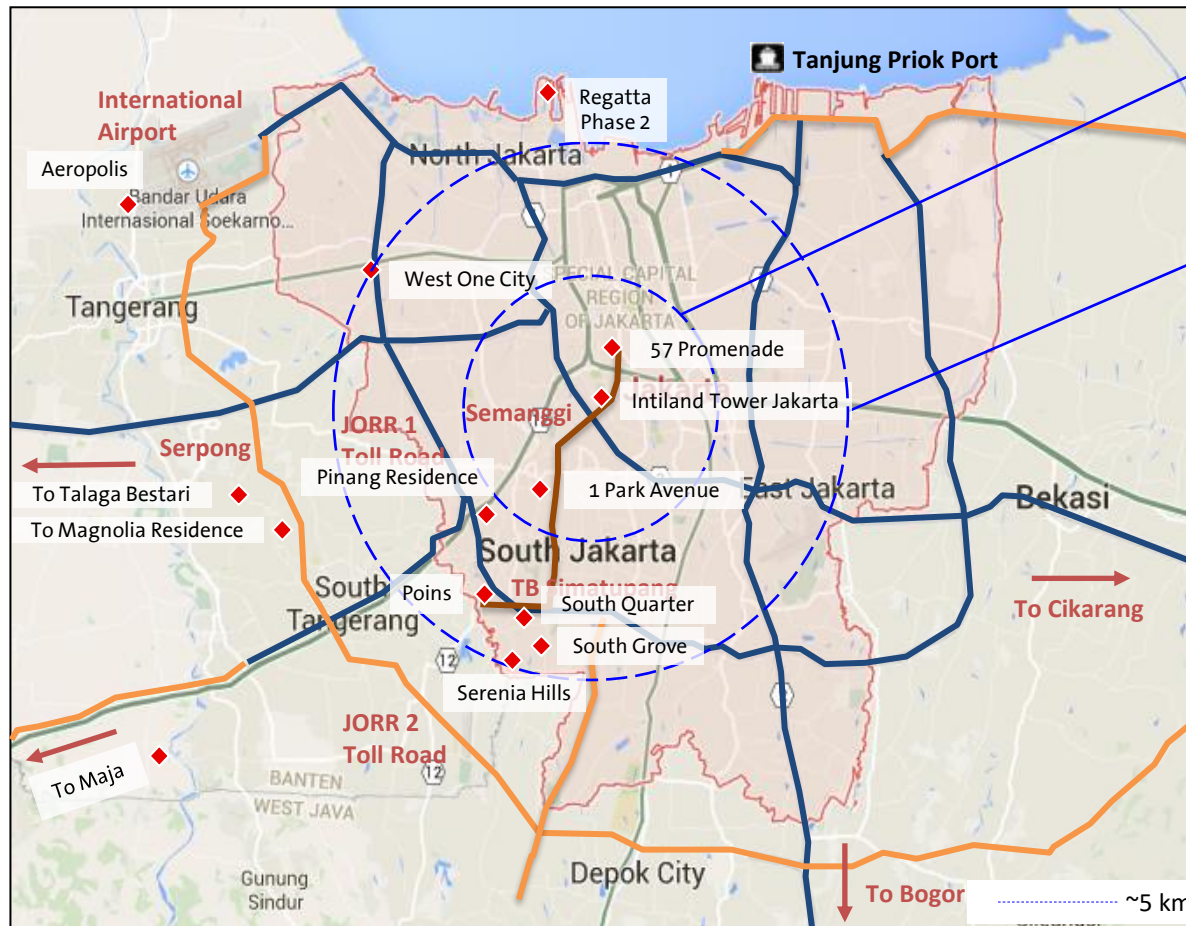 Tanjung Priok Port
International
Airport
Regatta
Phase 2
North Jakarta
1
Aeropolis
Bandar Udara
Internasional Soekarno...
West One City
SPECIAL CAPITAL
REGION
OF JAKARTA
Tangerang
57 Promenade
Jakarta
Intiland Tower Jakarta
Semanggi
JORR 1
Toll Road
Serpong
Pinang Residence
1 Park Avenue
East Jakarta
Bekasi
To Talaga Bestari
To Magnolia Residence
South Jakarta
TB Simatupang
South
Tangerang
Poins
South Quarter
To Cikarang
South Grove
12
Serenia Hills
JORR 2
Toll Road
12
To Maja
BANTEN
WEST JAVA
Depok City
Gunung
Sindur
To Bogor
~5 km